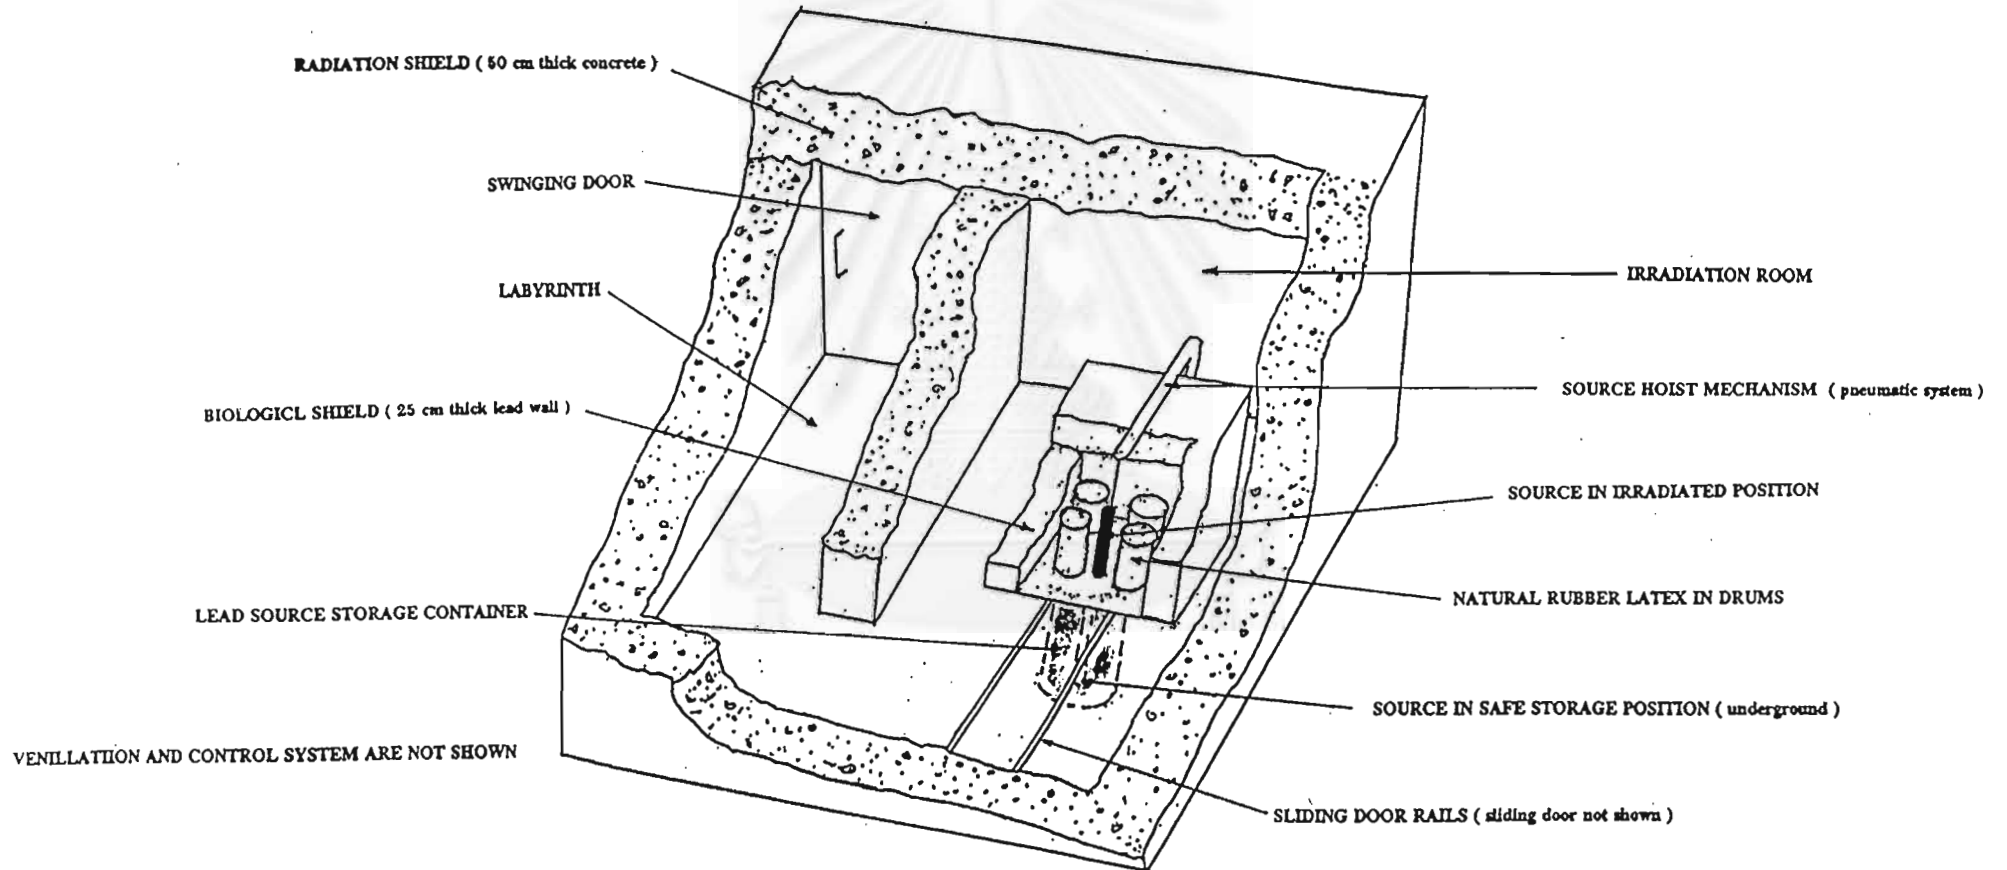 RADIATION SHIELD ( 50 cm thick concrete )
SWINGING DOOR
LABYRINTH
BIOLOGICL SHIELD ( 25 cm thick lead wall )
LEAD SOURCE STORAGE CONTAINER
VENILLATIION AND CONTROL SYSTEM ARE NOT SHOWN
IRRADIATION ROOM
SOURCE HOIST MECHANISM ( pneumatic system )
SOURCE IN IRRADIATED POSITION
NATURAL RUBBER LATEX IN DRUMS
SOURCE IN SAFE STORAGE POSITION ( underground )
SLIDING DOOR RAILS ( sliding door not shown )